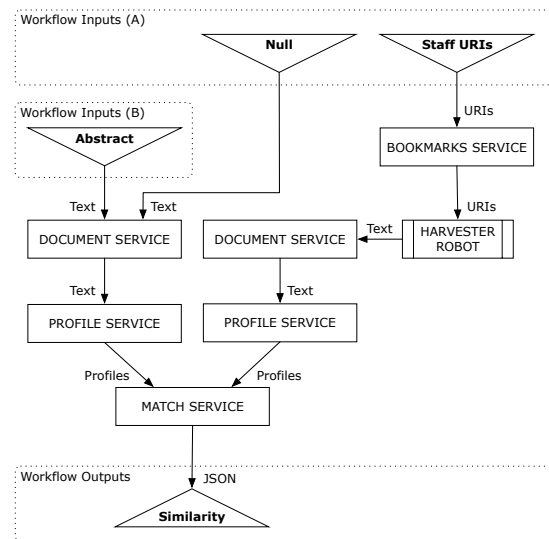 Workflow Inputs (A)
Null
Staff URIs
Workflow Inputs (B)
Abstract
URIs
BOOKMARKS SERVICE
Text
Text
URIs
DOCUMENT SERVICE
DOCUMENT SERVICE
Text
HARVESTER
ROBOT
Text
Text
PROFILE SERVICE
PROFILE SERVICE
Profiles
Profiles
MATCH SERVICE
Workflow Outputs
JSON
Similarity